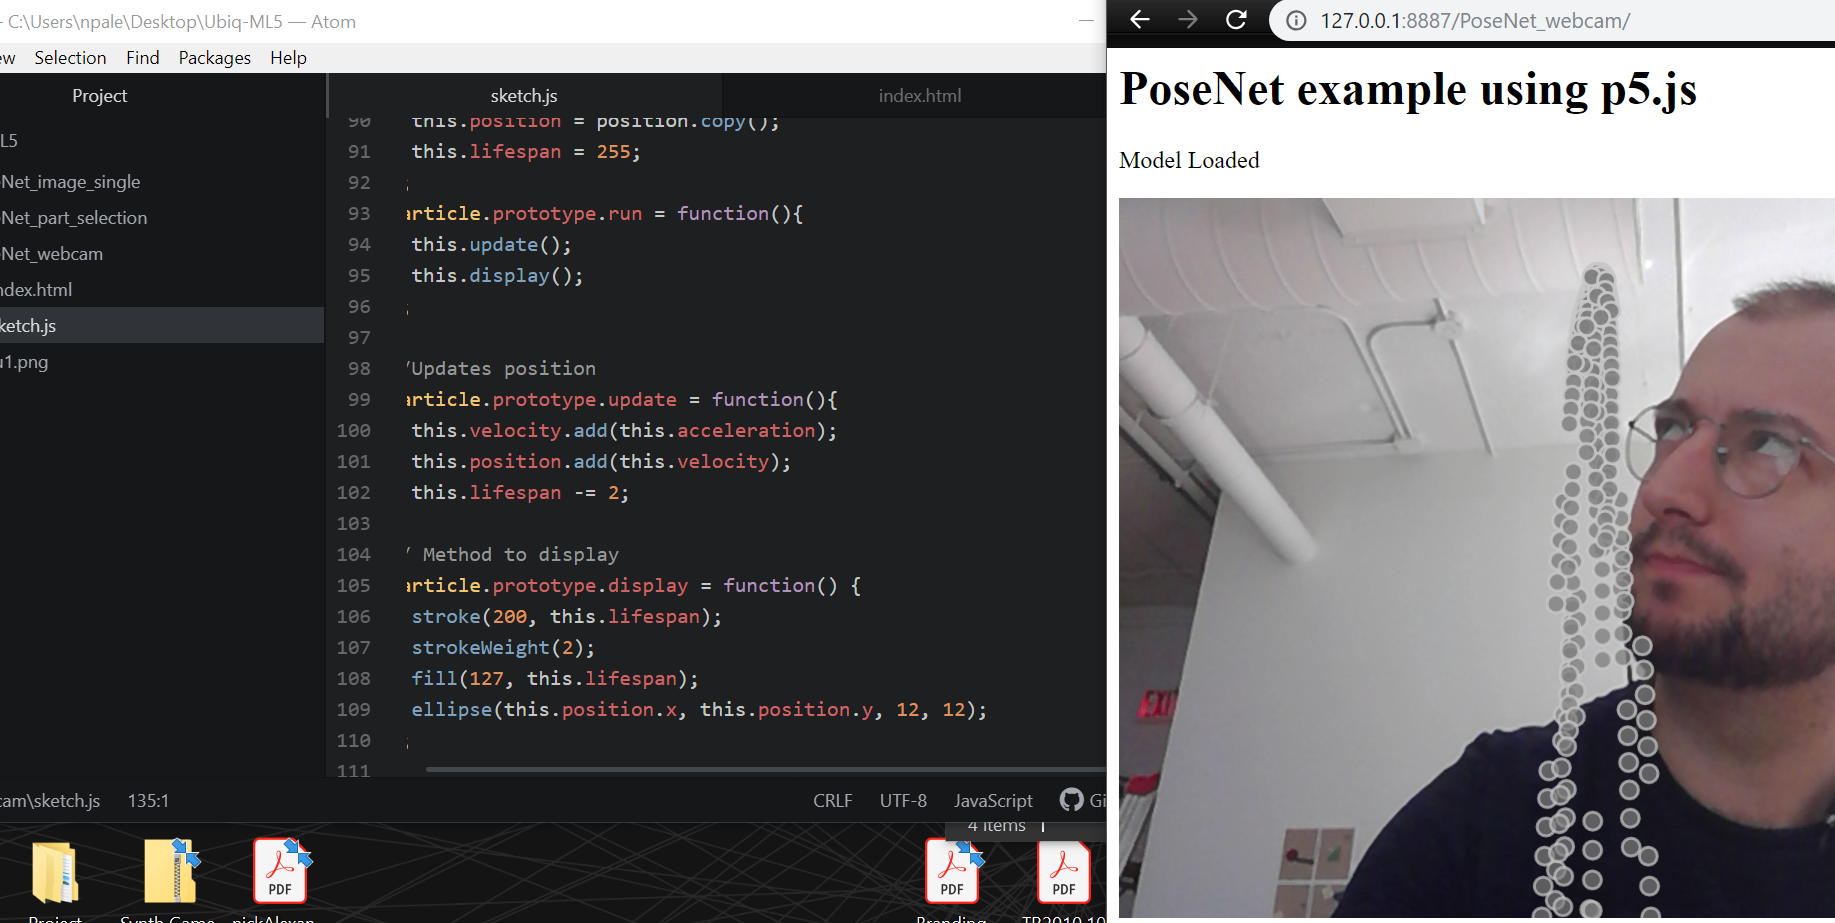 - C:\Users\npale\Desktop\Ubiq-ML5 — Atom
ew Selection Find Packages Help
Project
L5
Net_image_single
Net_part_selection
Net_webcam
ndex.html
ketch.js
u1.png
sketch.js index.html
90 this.position = position.copy();
91 this.lifespan = 255;
92 ;
93 article.prototype.run = function(){
94 this.update();
95 this.display();
96 ;
97
98 /Updates position
99 article.prototype.update = function(){
100 this.velocity.add(this.acceleration);
101 this.position.add(this.velocity);
102 this.lifespan -= 2;
103
104 / Method to display
105 article.prototype.display = function() {
106 stroke(200, this.lifespan);
107 strokeWeight(2);
108 fill(127, this.lifespan);
109 ellipse(this.position.x, this.position.y, 12, 12);
110 ;
111
cam\sketch.js 135:1 CRLF UTF-8 JavaScript Gi
4 items
PDF
PDF
PDF
Project
Synth Game
nickAlexan
Branding
TB2010 10
127.0.0.1:8887/PoseNet_webcam/
PoseNet example using p5.js
Model Loaded
EXI